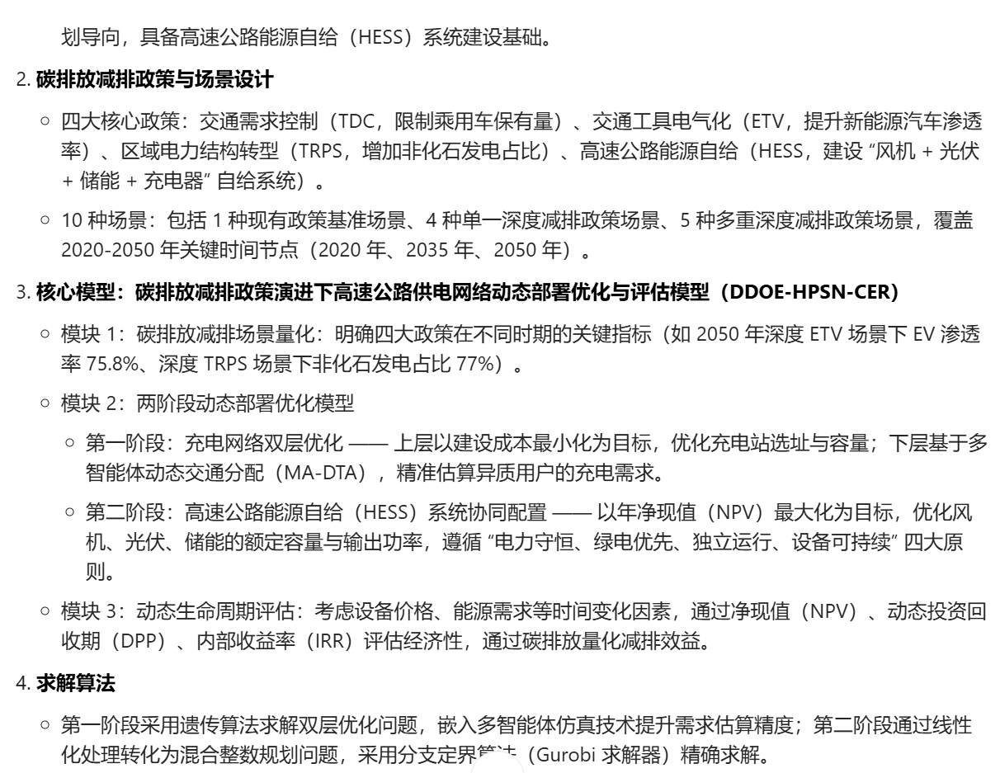 划导向，具备高速公路能源自给（HESS）系统建设基础。
2. 碳排放减排政策与场景设计
四大核心政策：交通需求控制（TDC，限制乘用车保有量）、交通工具电气化（ETV，提升新能源汽车渗透
率）、区域电力结构转型（TRPS，增加非化石发电占比）、高速公路能源自给（HESS，建设 “风机 + 光伏
+ 储能 + 充电器” 自给系统）。
10 种场景：包括 1 种现有政策基准场景、4 种单一深度减排政策场景、5 种多重深度减排政策场景，覆盖
2020-2050 年关键时间节点（2020 年、2035 年、2050 年）。
3. 核心模型：碳排放减排政策演进下高速公路供电网络动态部署优化与评估模型（DDOE-HPSN-CER）
模块 1：碳排放减排场景量化：明确四大政策在不同时期的关键指标（如 2050 年深度 ETV 场景下 EV 渗透
率 75.8%、深度 TRPS 场景下非化石发电占比 77%）。
模块 2：两阶段动态部署优化模型
第一阶段：充电网络双层优化 —— 上层以建设成本最小化为目标，优化充电站选址与容量；下层基于多
智能体动态交通分配（MA-DTA），精准估算异质用户的充电需求。
第二阶段：高速公路能源自给（HESS）系统协同配置 —— 以年净现值（NPV）最大化为目标，优化风
机、光伏、储能的额定容量与输出功率，遵循 “电力守恒、绿电优先、独立运行、设备可持续” 四大原
则。
模块 3：动态生命周期评估：考虑设备价格、能源需求等时间变化因素，通过净现值（NPV）、动态投资回
收期（DPP）、内部收益率（IRR）评估经济性，通过碳排放量化减排效益。
4. 求解算法
第一阶段采用遗传算法求解双层优化问题，嵌入多智能体仿真技术提升需求估算精度；第二阶段通过线性
化处理转化为混合整数规划问题，采用分支定界（Gurobi 求解器）精确求解。